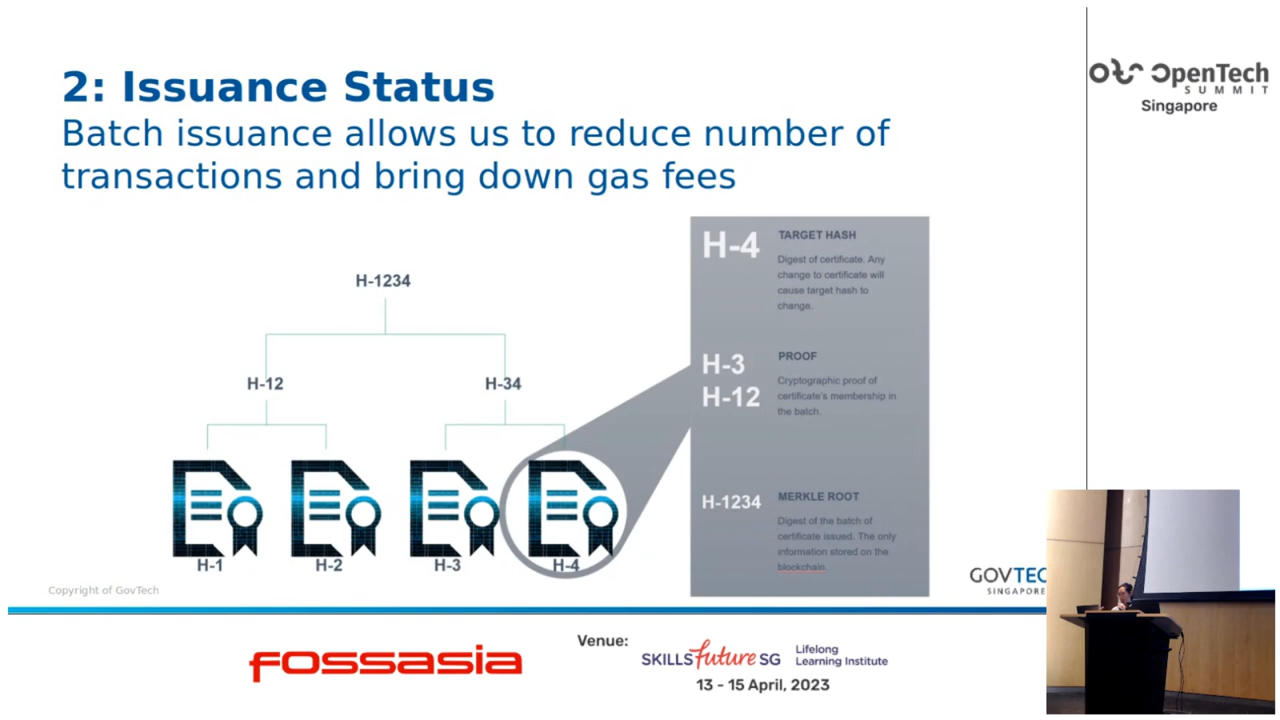 2: Issuance Status
Batch issuance allows us to reduce number of
transactions and bring down gas fees
H-1234
H-12
H-34
H-1
H-2
H-3
H-4
H-4
TARGET HASH
Digest of certificate. Any
change to certificate will
cause target hash to
change.
H-3
H-12
PROOF
Cryptographic proof of
certificate's membership in
the batch.
H-1234
MERKLE ROOT
Digest of the batch of
certificate issued. The only
information stored on the
blockchain.
Copyright of GovTech
GOVTEC
SINGAPORE
OpenTech
SUMMIT
Singapore
FOSSASIA
Venue:
SKILLS future SG
Lifelong
Learning Institute
13 - 15 April, 2023